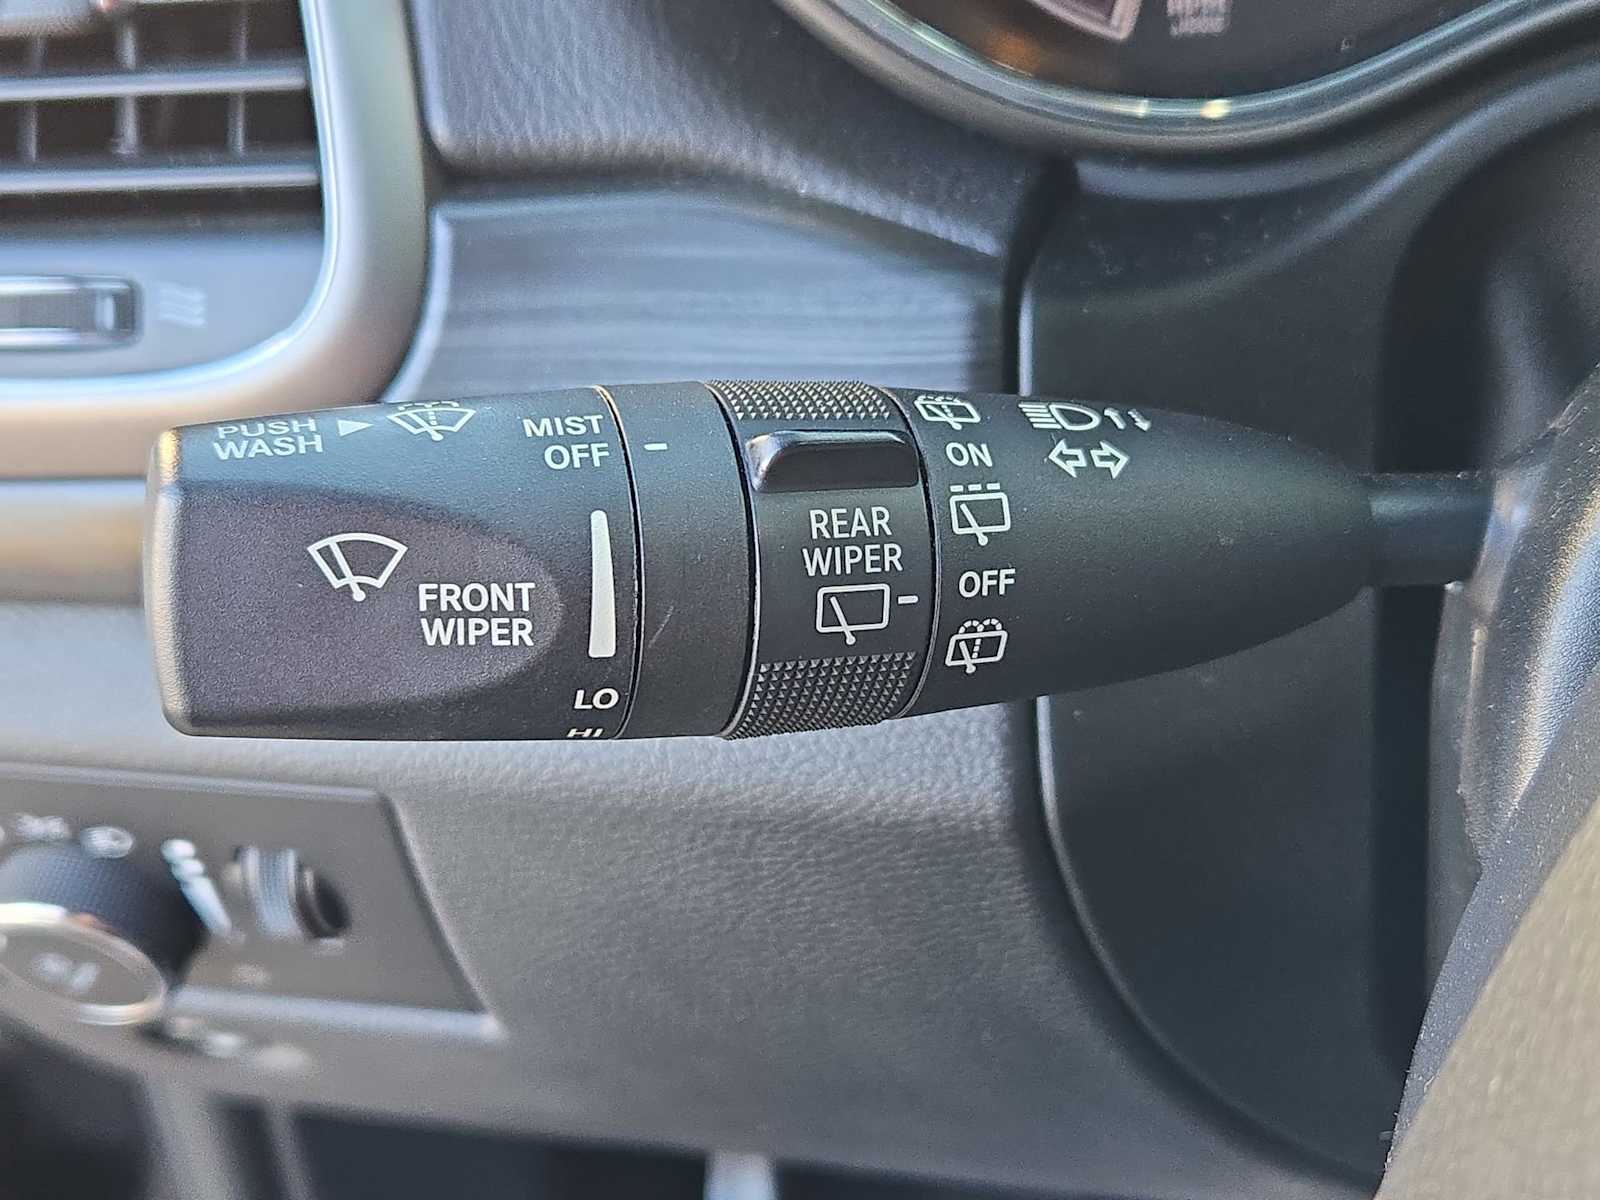 PUSH
WASH
MIST
OFF
FRONT
WIPER
LO
HI
REAR
WIPER
ON
OFF